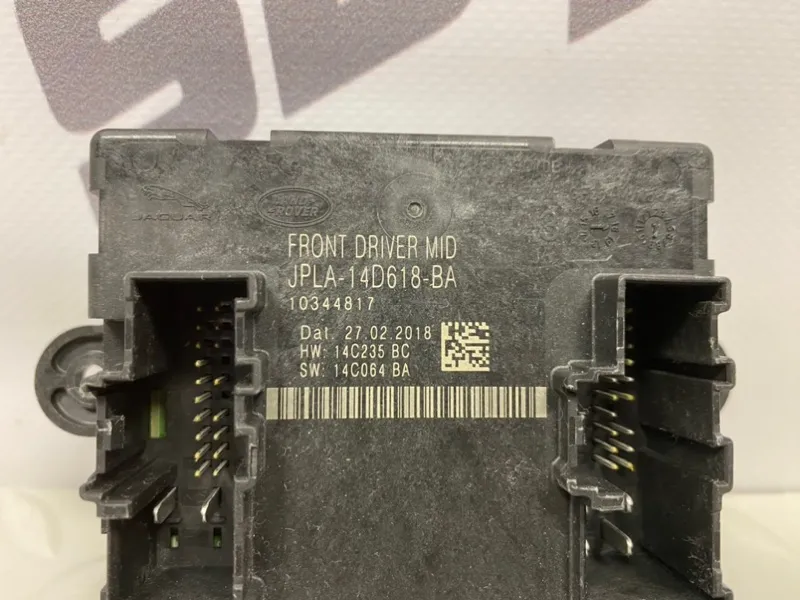 JAGUAR
LAND ROVER
FRONT DRIVER MID
JPLA-14D618-BA
10344817
Dat. 27.02.2018
HW: 14C235 BC
SW: 14C064 BA